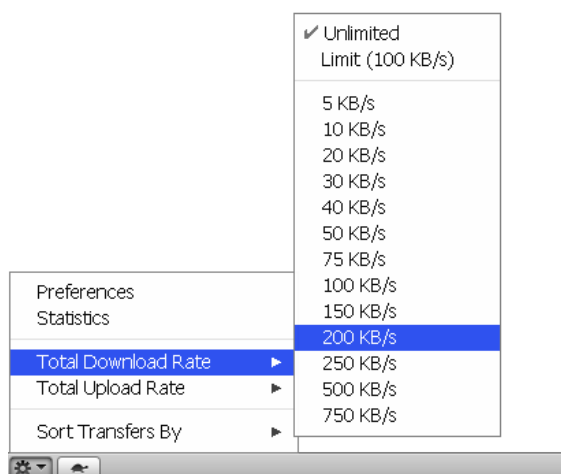 ✔ Unlimited
Limit (100 KB/s)
5 KB/s
10 KB/s
20 KB/s
30 KB/s
40 KB/s
50 KB/s
75 KB/s
100 KB/s
150 KB/s
200 KB/s
250 KB/s
500 KB/s
750 KB/s
Preferences
Statistics
Total Download Rate
Total Upload Rate
Sort Transfers By